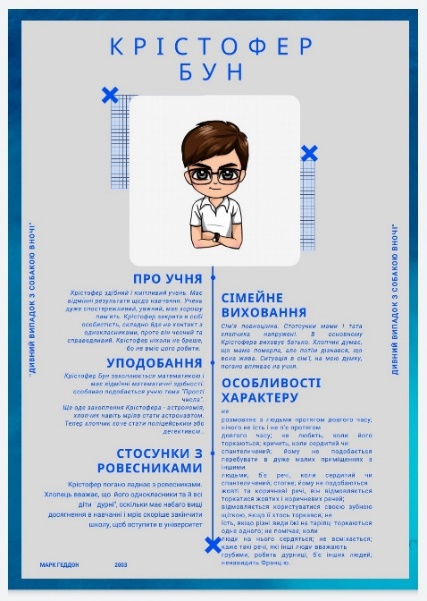 КРІСТОФЕР
БУН
"ДИВНИЙ ВИПАДОК З СОБАКОЮ ВНОЧІ"
ДИВНИЙ ВИПАДОК З СОБАКОЮ ВНОЧІ"
ПРО УЧНЯ
Крістофер здібний і кмітливий учень. Має
відмінні результати щодо навчання. Учень
дуже спостережливий, уважний, має хорошу
пам'ять. Крістофер закрита в собі
особистість, складно йде на контакт з
однокласниками, проте він чесний та
справедливий. Крістофер ніколи не бреше,
бо не вміє цього робити.
УПОДОБАННЯ
Крістофер Бун захоплюється математикою і
має відмінні математичні здібності,
особливо подобається учню тема "Прості
числа".
Ще оде захоплення Крістофера - астрономія,
хлопчик навіть мріяв стати астронавтом.
Тепер хлопчик хоче стати поліцейським або
детективом .
СТОСУНКИ З
РОВЕСНИКАМИ
Крістофер погано ладнає з ровесниками.
Хлопець вважає, що його однокласники та й всі
діти дурні", оскільки має набаго вищі
досягнення в навчанні і мріє скоріше закінчити
школу, щоб вступити в університет
СІМЕЙНЕ
ВИХОВАННЯ
Сім'я повноцінна. Стосунки мами і тата
хлопчика напружені. В основному
Крістофера виховує батько. Хлопчик думає,
що мама померла, але потім дізнався, що
вона жива. Ситуація в сім'ї, на мою думку,
погано впливає на учня.
ОСОБЛИВОСТІ
ХАРАКТЕРУ
не
розмовляє з людьми протягом довгого часу;
нічого не їсть і не п'є протягом
довгого часу; не любить, коли його
торкаються; кричить, коли сердитий чи
спантеличений; йому не подобається
перебувати в дуже малих приміщеннях з
іншими
людьми; б'є речі, коли сердитий чи
спантеличений; стогне; йому не подобаються
жовті та коричневі речі, він відмовляється
торкатися жовтих і коричневих речей;
відмовляється користуватися своєю зубною
щіткою, якщо її хтось торкався; не
їсть, якщо різні види їжі на тарілці торкаються
одне одного; не помічає, коли
люди на нього сердяться; не всміхається;
каже такі речі, які інші люди вважають
грубими; робить дурниці; б'є інших людей;
ненавидить Францію.
МАРК ГЕДДОН 2003